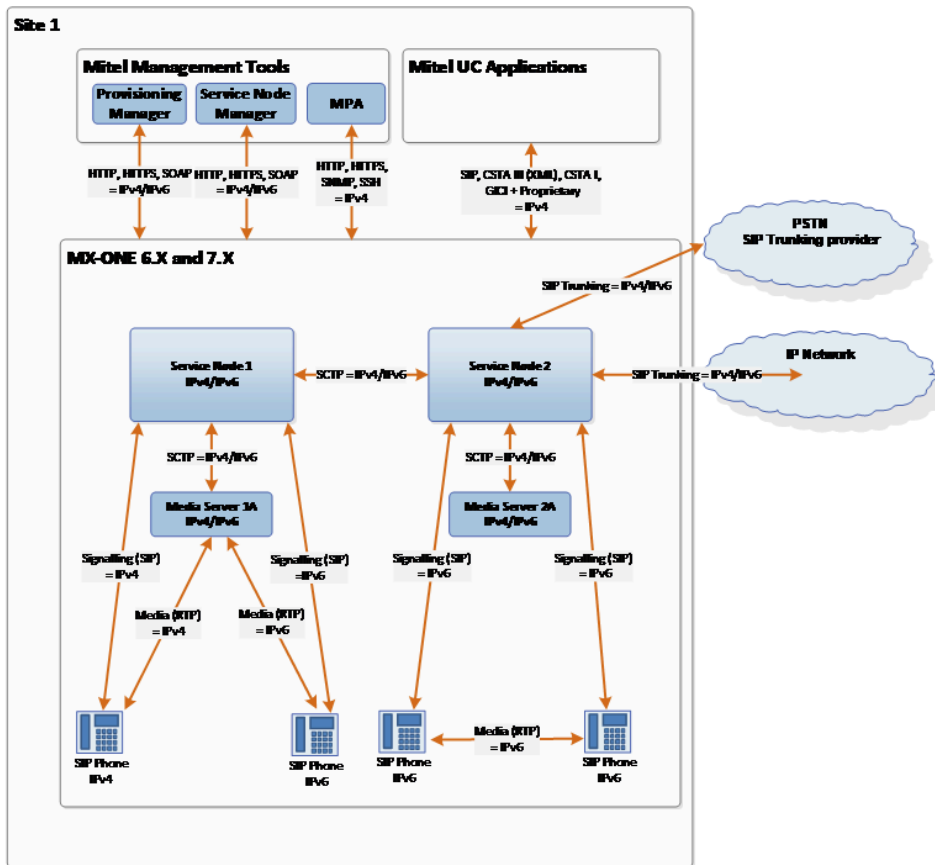 Site 1
Mitel Management Tools
Provisioning
Manager
Service Node
Manager
MPA
Mitel UC Applications
HTTP, HTTPS, SOAP
= IPv4/IPv6
HTTP, HTTPS, SOAP
= IPv4/IPv6
HTTP, HTTPS,
SNMP, SSH
= IPv4
SIP, CSTA III (XML), CSTA I,
GICI + Proprietary
= IPv4
PSTN
SIP Trunking provider
MX-ONE 6.X and 7.X
SIP Trunking = IPv4/IPv6
Service Node 1
IPv4/IPv6
SCTP = IPv4/IPv6
Service Node 2
IPv4/IPv6
SIP Trunking = IPv4/IPv6
IP Network
SCTP = IPv4/IPv6
SCTP = IPv4/IPv6
Media Server 1A
IPv4/IPv6
Media Server 2A
IPv4/IPv6
Signalling (SIP)
= IPv4
Signalling (SIP)
=IPv6
Signalling (SIP)
= IPv6
Signalling (SIP)
= IPv6
Media (RTP)
= IPv4
Media (RTP)
= IPv6
Media (RTP)
= IPv6
SIP Phone
IPv4
SIP Phone
IPv6
SIP Phone
IPv6
SIP Phone
IPv6